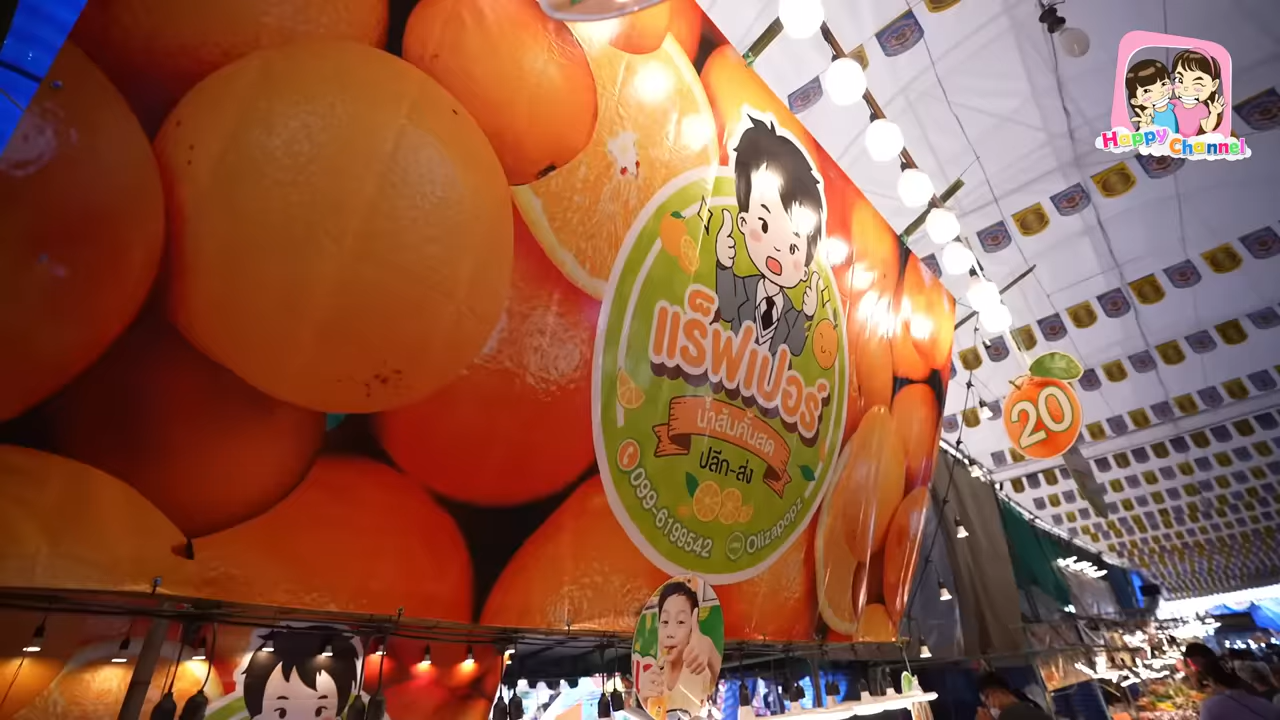 Happy Channel
แร็ฟเปอร์
น้ำส้มคั้นสด
ปลีก-ส่ง
099-6199542
Olizapopz
20